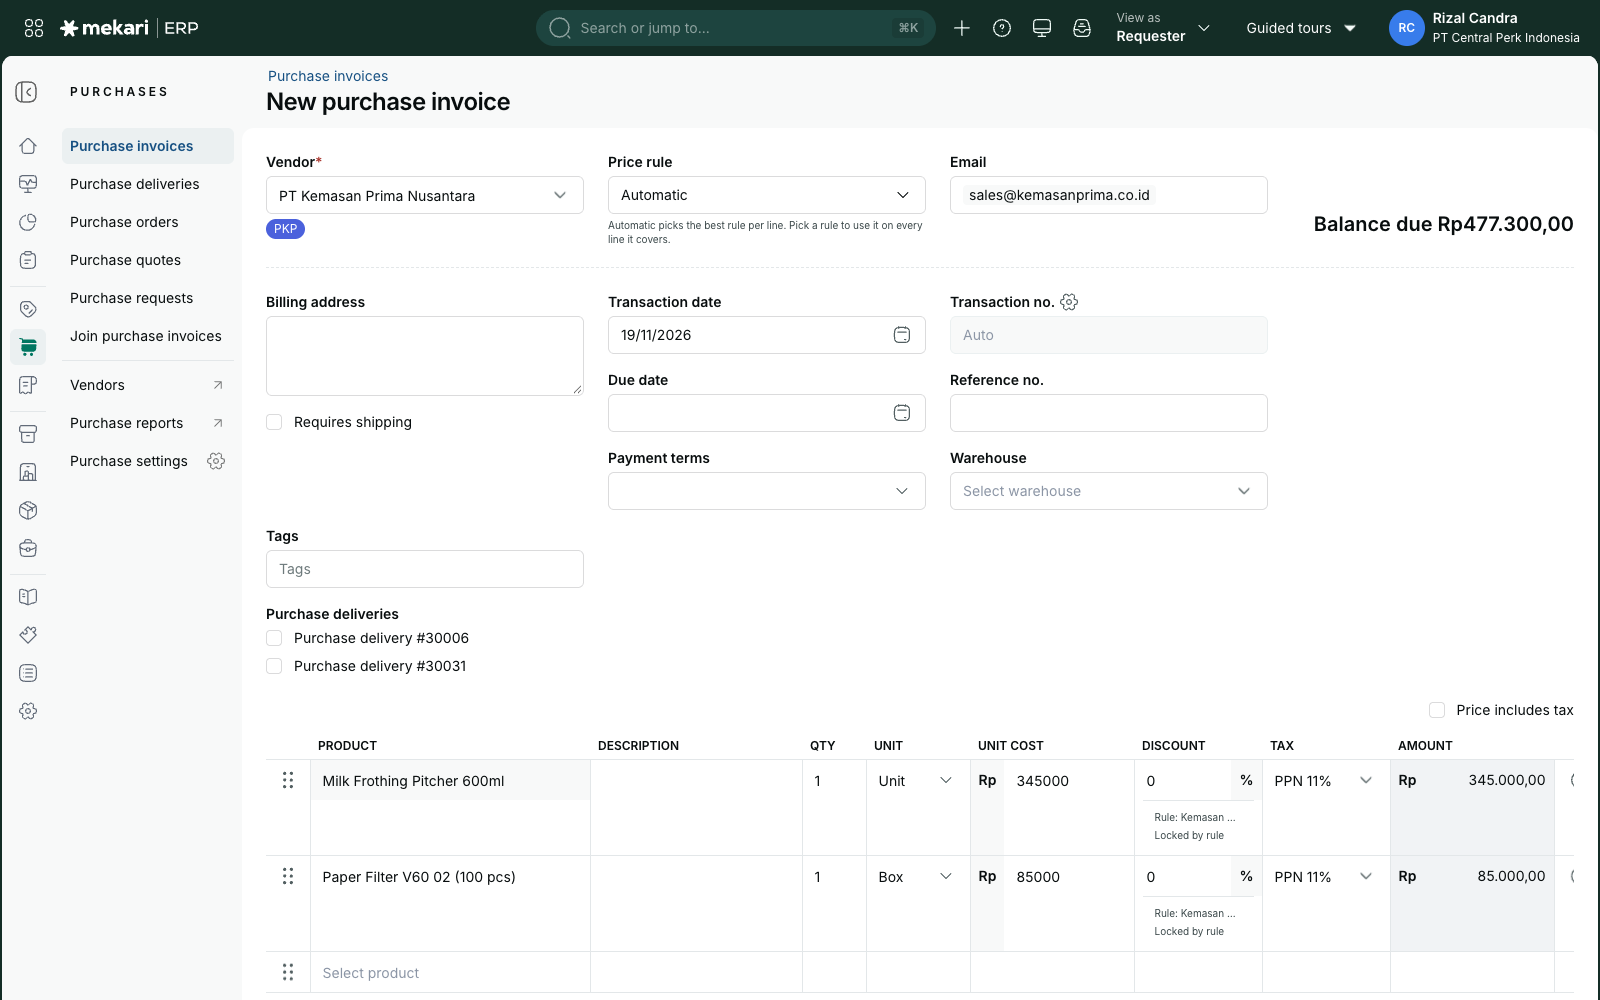 mekari ERP
Search or jump to...
⌘K
View as
Requester
Guided tours
RC
Rizal Candra
PT Central Perk Indonesia
PURCHASES
Purchase invoices
Purchase deliveries
Purchase orders
Purchase quotes
Purchase requests
Join purchase invoices
Vendors
Purchase reports
Purchase settings
Purchase invoices
New purchase invoice
Vendor*
PT Kemasan Prima Nusantara
PKP
Price rule
Automatic
Automatic picks the best rule per line. Pick a rule to use it on every
line it covers.
Email
sales@kemasanprima.co.id
Balance due Rp477.300,00
Billing address
Requires shipping
Transaction date
19/11/2026
Transaction no.
Auto
Due date
Reference no.
Payment terms
Warehouse
Select warehouse
Tags
Tags
Purchase deliveries
Purchase delivery #30006
Purchase delivery #30031
Price includes tax
PRODUCT DESCRIPTION QTY UNIT UNIT COST DISCOUNT TAX AMOUNT
Milk Frothing Pitcher 600ml 1 Unit Rp 345000 0 % PPN 11% Rp 345.000,00
Rule: Kemasan ...
Locked by rule
Paper Filter V60 02 (100 pcs) 1 Box Rp 85000 0 % PPN 11% Rp 85.000,00
Rule: Kemasan ...
Locked by rule
Select product